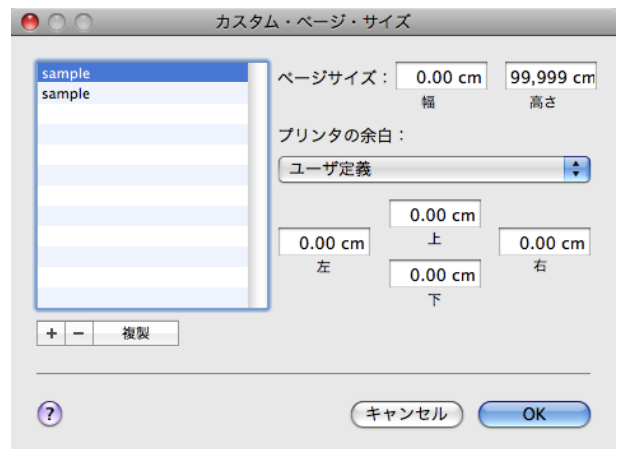 カスタム・ページ・サイズ
sample
sample
ページサイズ： 0.00 cm 99,999 cm
幅 高さ
プリンタの余白：
ユーザ定義
0.00 cm
上
0.00 cm 0.00 cm
左 右
0.00 cm
下
+ − 複製
? キャンセル OK